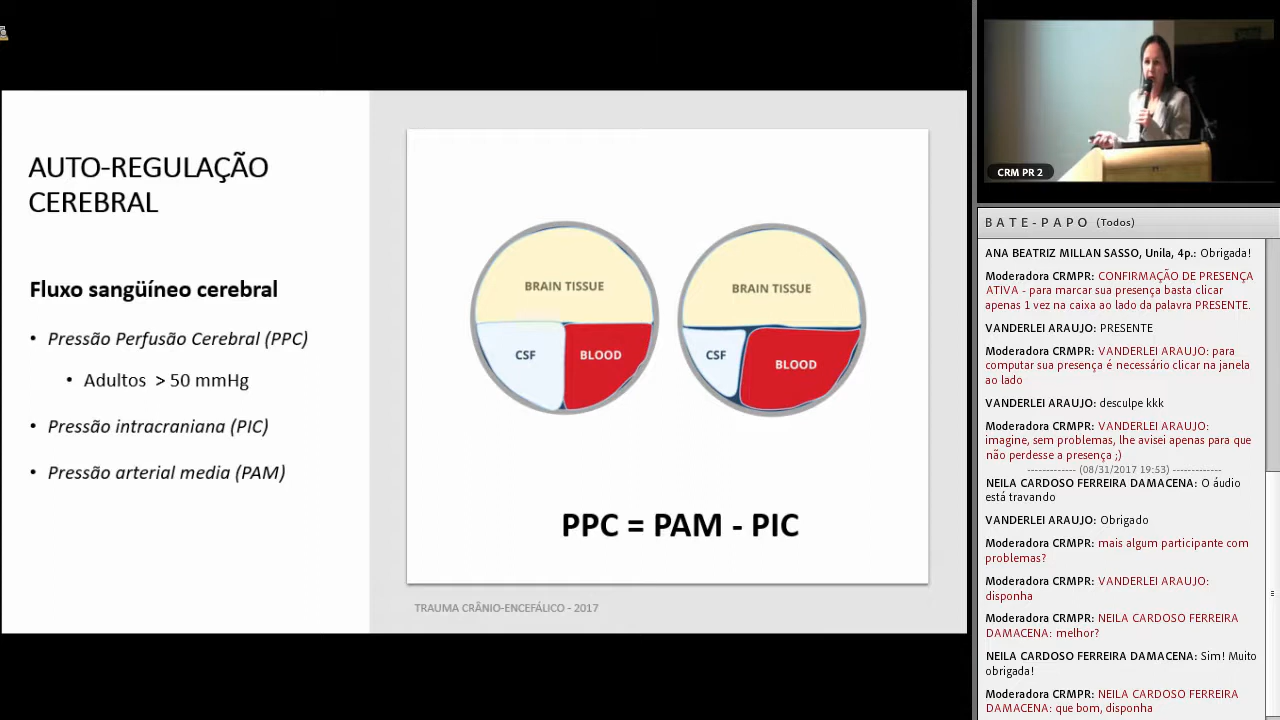 AUTO-REGULAÇÃO
CEREBRAL
Fluxo sangüíneo cerebral
• Pressão Perfusão Cerebral (PPC)
• Adultos > 50 mmHg
• Pressão intracraniana (PIC)
• Pressão arterial media (PAM)
BRAIN TISSUE
CSF
BLOOD
BRAIN TISSUE
CSF
BLOOD
PPC = PAM - PIC
TRAUMA CRÂNIO-ENCEFÁLICO - 2017
CRM PR 2
BATE-PAPO (Todos)
ANA BEATRIZ MILLAN SASSO, Unila, 4p.: Obrigada!
Moderadora CRMPR: CONFIRMAÇÃO DE PRESENÇA
ATIVA - para marcar sua presença basta clicar
apenas 1 vez na caixa ao lado da palavra PRESENTE.
VANDERLEI ARAUJO: PRESENTE
Moderadora CRMPR: VANDERLEI ARAUJO: pjra
computar sua presença é necessário clicar na janela
ao lado
VANDERLEI ARAUJO: desculpe kkk
Moderadora CRMPR: VANDERLEI ARAUJO:
imagine, sem problemas, lhe avisei apenas para que
não perdesse a presença ;)
------------ (08/31/2017 19:53) ------------
NEILA CARDOSO FERREIRA DAMACENA: O áudio
está travando
VANDERLEI ARAUJO: Obrigado
Moderadora CRMPR: mais algum participante com
problemas?
Moderadora CRMPR: VANDERLEI ARAUJO:
disponha
Moderadora CRMPR: NEILA CARDOSO FERREIRA
DAMACENA: melhor?
NEILA CARDOSO FERREIRA DAMACENA: Sim! Muito
obrigada!
Moderadora CRMPR: NEILA CARDOSO FERREIRA
DAMACENA: que bom, disponha